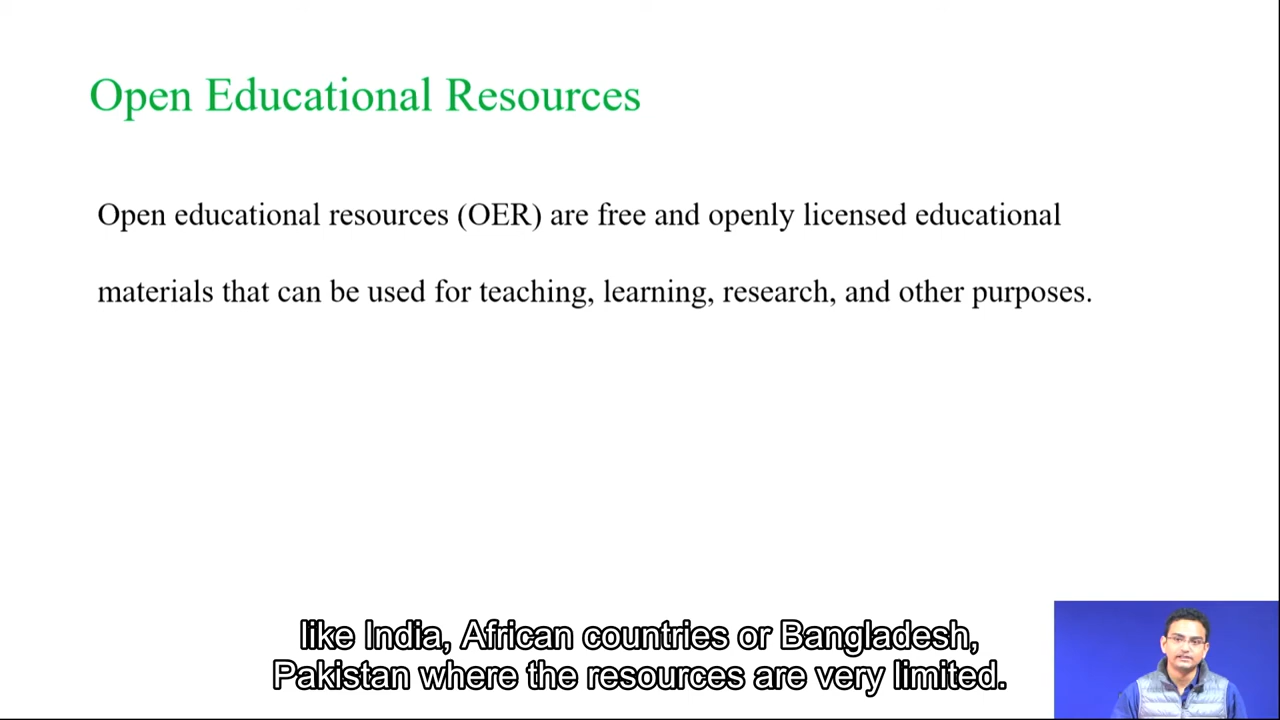 Open Educational Resources
Open educational resources (OER) are free and openly licensed educational
materials that can be used for teaching, learning, research, and other purposes.
like India, African countries or Bangladesh,
Pakistan where the resources are very limited.